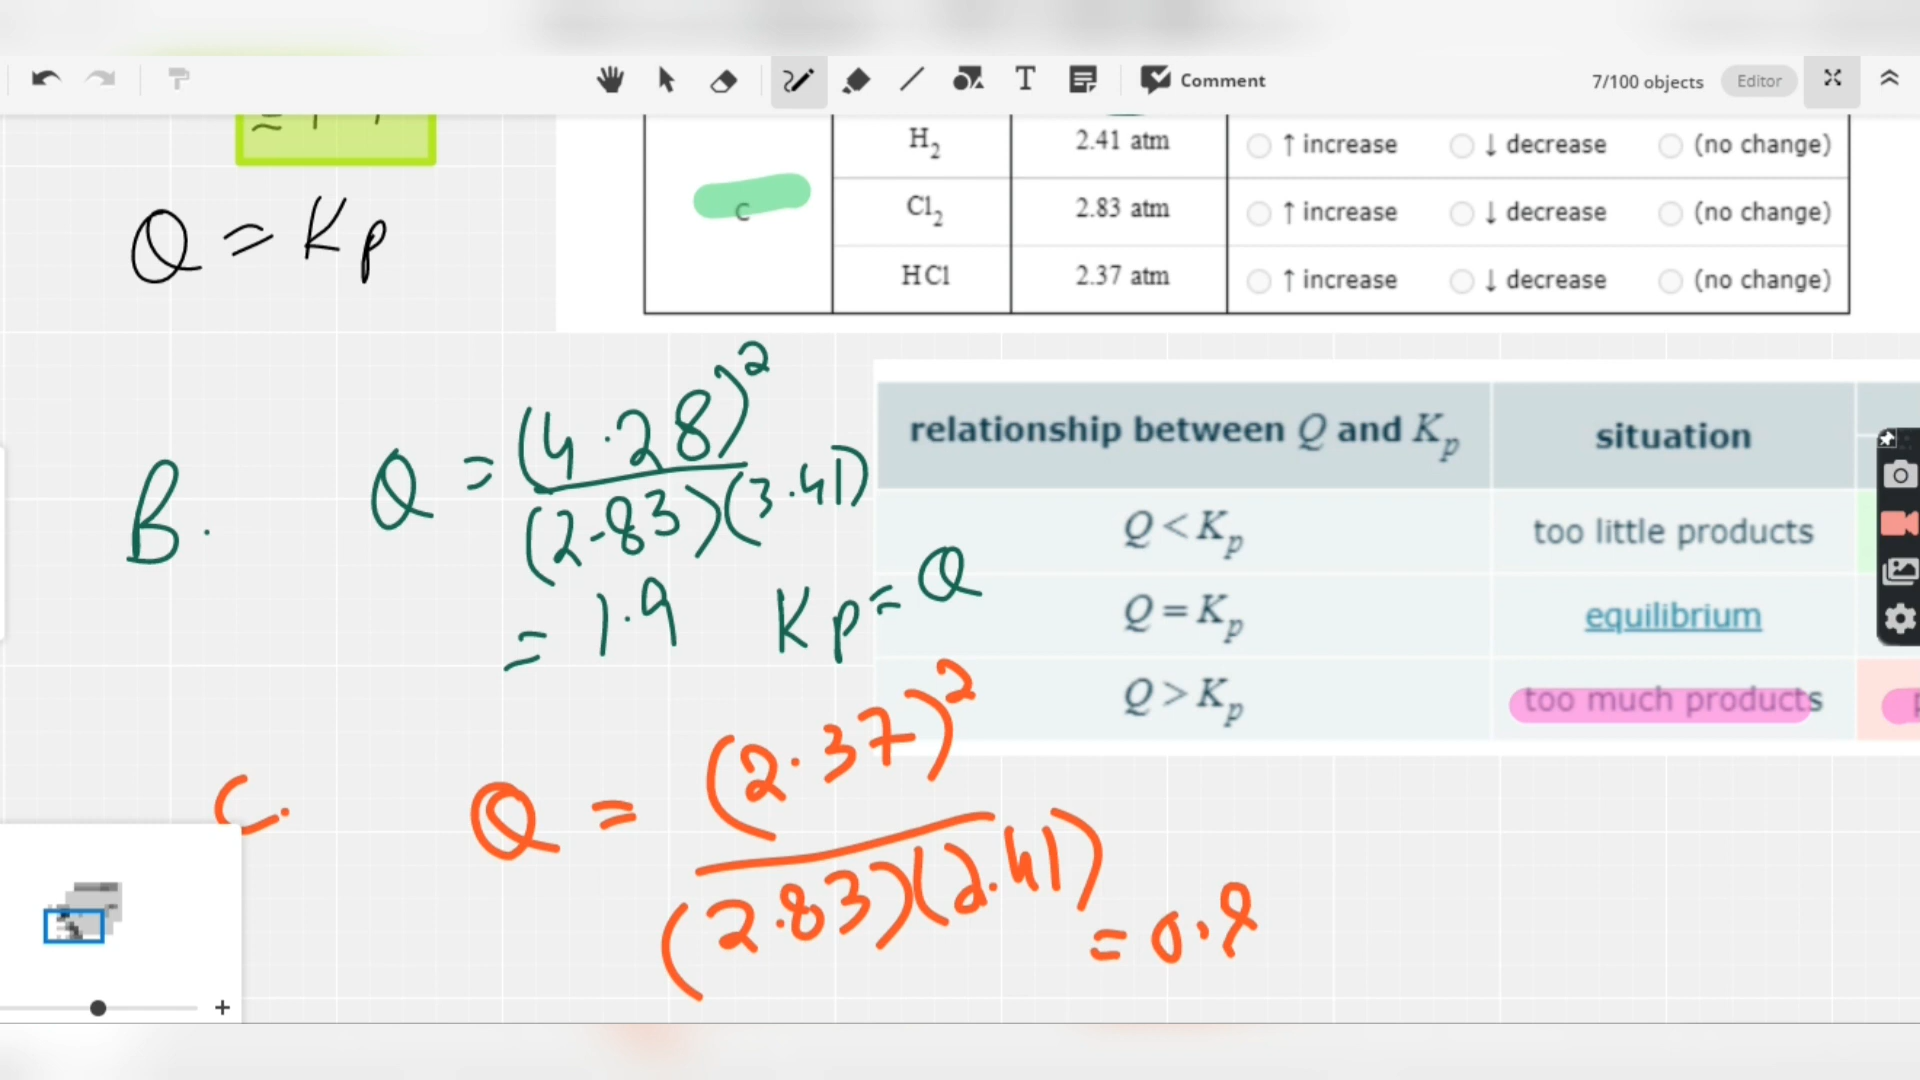 Comment
7/100 objects
Editor
Q = Kp
C
H2 2.41 atm ↑ increase ↓ decrease (no change)
Cl2 2.83 atm ↑ increase ↓ decrease (no change)
HCl 2.37 atm ↑ increase ↓ decrease (no change)
B. Q = (4.28)^2
(2.83)(3.41)
= 1.9 Kp = Q
relationship between Q and Kp situation
Q < Kp too little products
Q = Kp equilibrium
Q > Kp too much products
C. Q = (2.37)^2
(2.83)(2.41)
= 0.8
+